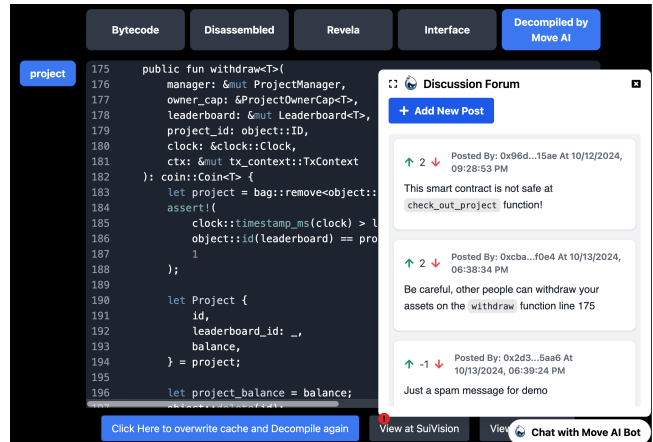 Bytecode
Disassembled
Revela
Interface
Decompiled by
Move AI
project
175 public fun withdraw<T>(
176 manager: &mut ProjectManager,
177 owner_cap: &ProjectOwnerCap<T>,
178 leaderboard: &mut Leaderboard<T>,
179 project_id: object::ID,
180 clock: &clock::Clock,
181 ctx: &mut tx_context::TxContext
182 ): coin::Coin<T> {
183 let project = bag::remove<object::
184 assert!(
185 clock::timestamp_ms(clock) > l
186 object::id(leaderboard) == pro
187 1
188 );
189
190 let Project {
191 id,
192 leaderboard_id: _,
193 balance,
194 } = project;
195
196 let project_balance = balance;
197 object::delete(id);
Discussion Forum
+ Add New Post
2
Posted By: 0x96d...15ae At 10/12/2024,
09:28:53 PM
This smart contract is not safe at
check_out_project function!
2
Posted By: 0xcba...f0e4 At 10/13/2024,
06:38:34 PM
Be careful, other people can withdraw your
assets on the withdraw function line 175
-1
Posted By: 0x2d3...5aa6 At
10/13/2024, 06:39:24 PM
Just a spam message for demo
Click Here to overwrite cache and Decompile again
View at SuiVision
!
Chat with Move AI Bot